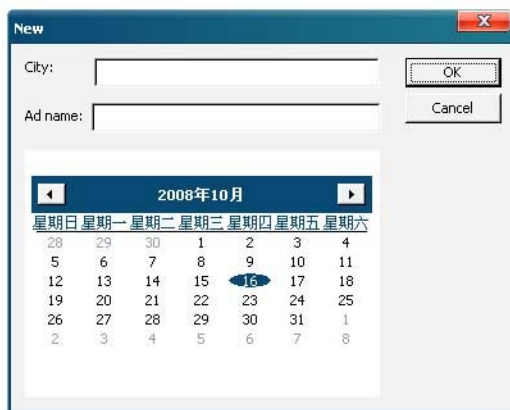 New
City:
OK
Ad name:
Cancel
2008年10月
星期日 星期一 星期二 星期三 星期四 星期五 星期六
28 29 30 1 2 3 4
5 6 7 8 9 10 11
12 13 14 15 16 17 18
19 20 21 22 23 24 25
26 27 28 29 30 31 1
2 3 4 5 6 7 8